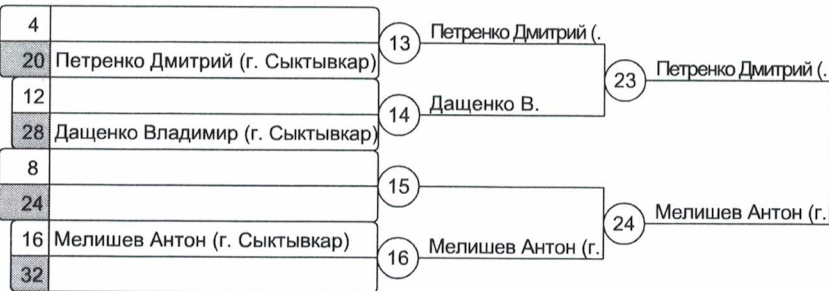 4
20 Петренко Дмитрий (г. Сыктывкар)
12
28 Дащенко Владимир (г. Сыктывкар)
8
24
16 Мелишев Антон (г. Сыктывкар)
32
13 Петренко Дмитрий (.
14 Дащенко В.
15
16 Мелишев Антон (г.
23 Петренко Дмитрий (.
24 Мелишев Антон (г.